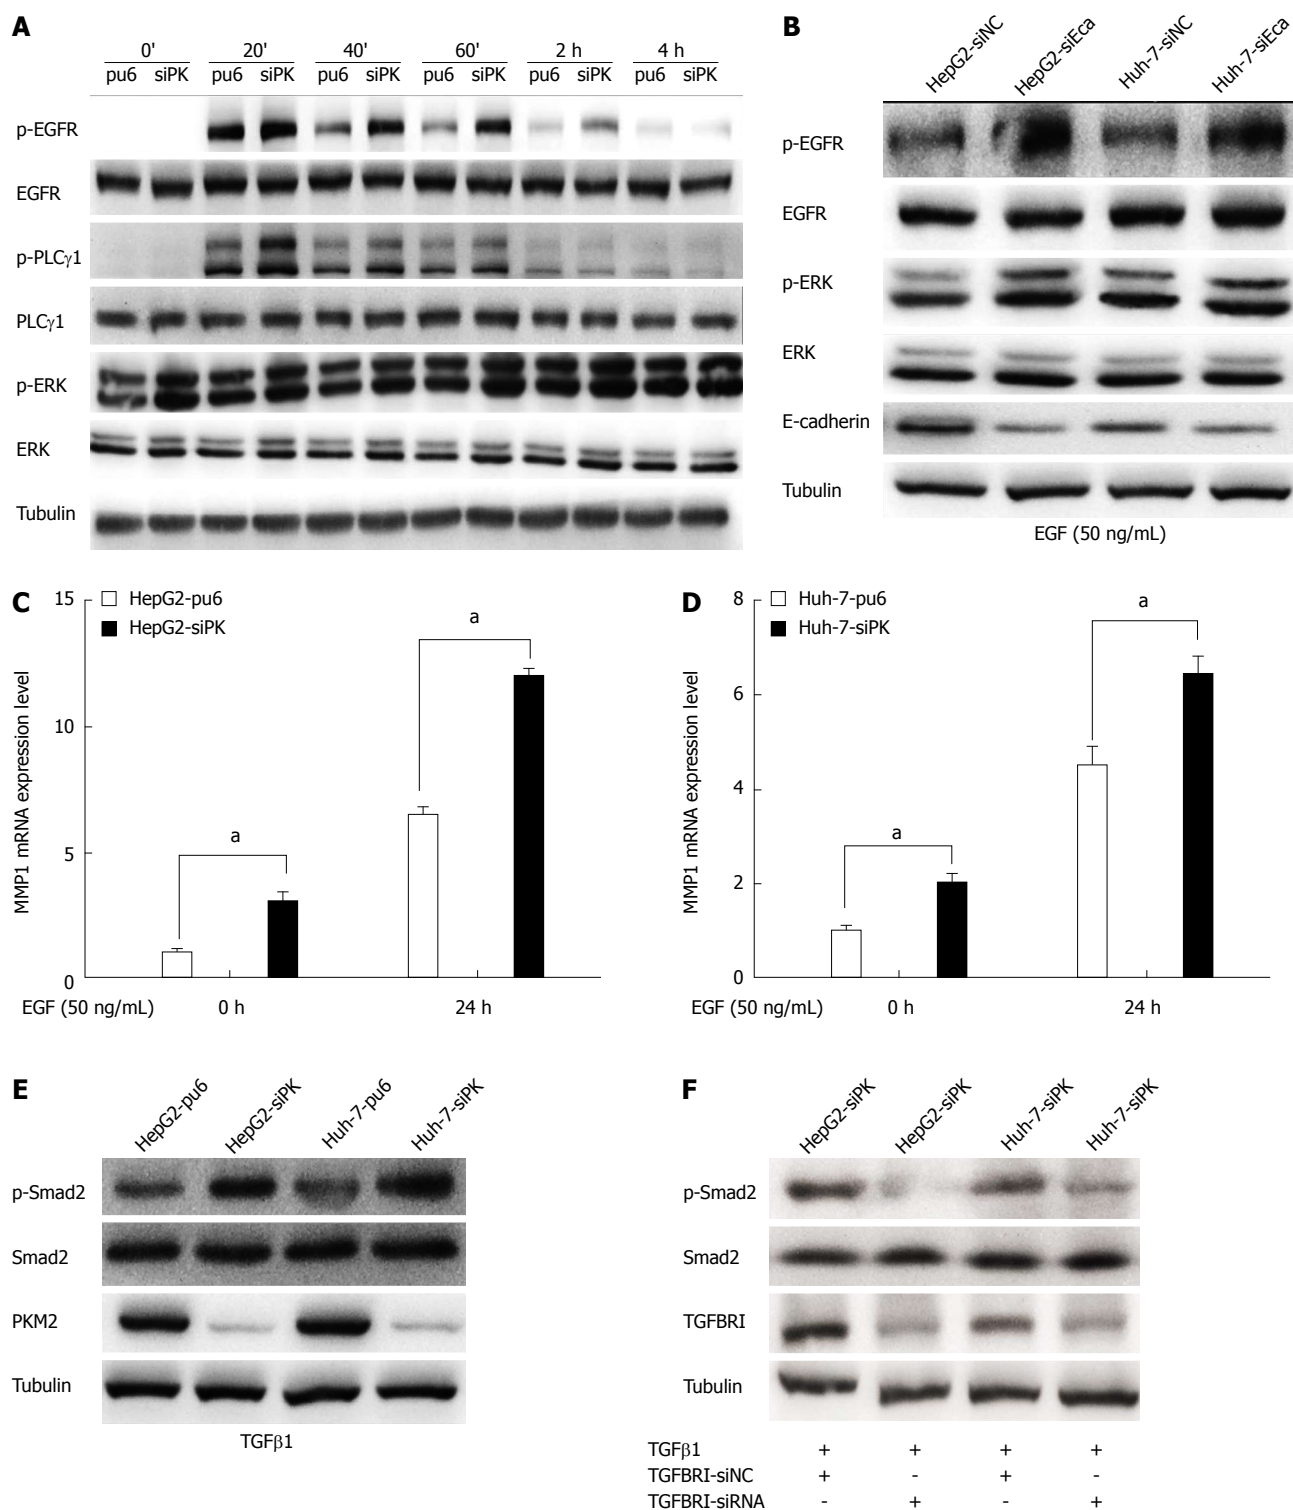 A
0' 20' 40' 60' 2 h 4 h
pu6 siPK pu6 siPK pu6 siPK pu6 siPK pu6 siPK pu6 siPK
p-EGFR
EGFR
p-PLCγ1
PLCγ1
p-ERK
ERK
Tubulin
B
HepG2-siNC HepG2-siEca Huh-7-siNC Huh-7-siEca
p-EGFR
EGFR
p-ERK
ERK
E-cadherin
Tubulin
EGF (50 ng/mL)
C
HepG2-pu6
HepG2-siPK
MMP1 mRNA expression level
15
10
5
0
a
a
EGF (50 ng/mL) 0 h 24 h
D
Huh-7-pu6
Huh-7-siPK
MMP1 mRNA expression level
8
6
4
2
0
a
a
EGF (50 ng/mL) 0 h 24 h
E
HepG2-pu6 HepG2-siPK Huh-7-pu6 Huh-7-siPK
p-Smad2
Smad2
PKM2
Tubulin
TGFβ1
F
HepG2-siPK HepG2-siPK Huh-7-siPK Huh-7-siPK
p-Smad2
Smad2
TGFBRI
Tubulin
TGFβ1 + + + +
TGFBRI-siNC + - + -
TGFBRI-siRNA - + - +